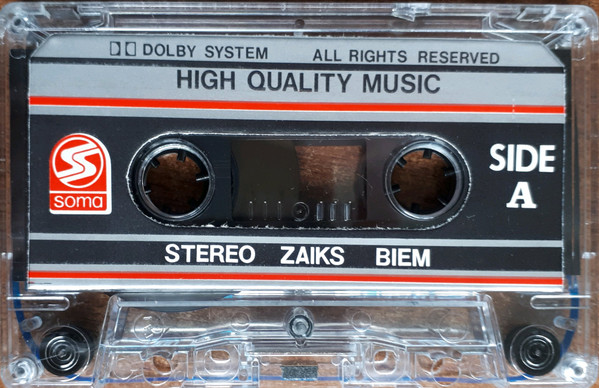 DOLBY SYSTEM ALL RIGHTS RESERVED
HIGH QUALITY MUSIC
soma
SIDE
A
STEREO ZAIKS BIEM